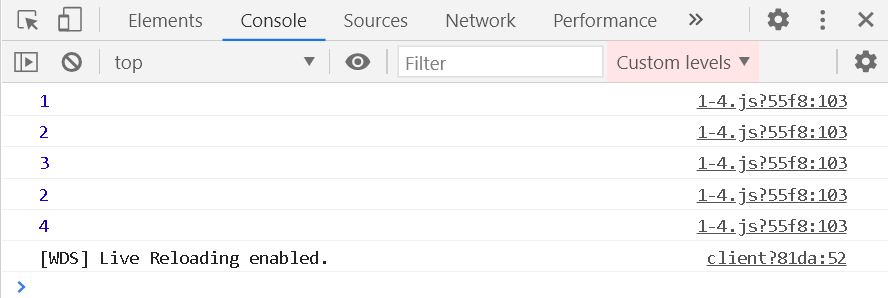 Elements Console Sources Network Performance »
top Filter Custom levels
1 1-4.js?55f8:103
2 1-4.js?55f8:103
3 1-4.js?55f8:103
2 1-4.js?55f8:103
4 1-4.js?55f8:103
[WDS] Live Reloading enabled. client?81da:52